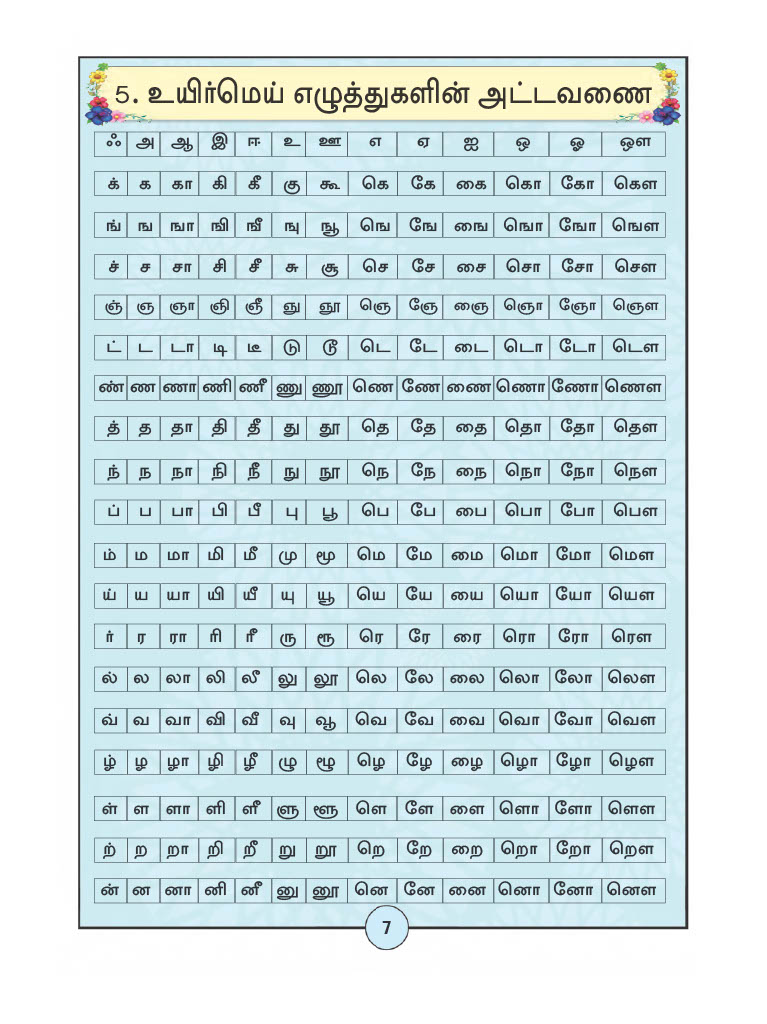 5. உயிர்மெய் எழுத்துகளின் அட்டவணை
ஃ அ ஆ இ ஈ உ ஊ எ ஏ ஐ ஒ ஓ ஔ
க் க கா கி கீ கு கூ கெ கே கை கொ கோ கௌ
ங் ங ஙா ஙி ஙீ ஙு ஙூ ஙெ ஙே ஙை ஙொ ஙோ ஙௌ
ச் ச சா சி சீ சு சூ செ சே சை சொ சோ சௌ
ஞ் ஞ ஞா ஞி ஞீ ஞு ஞூ ஞெ ஞே ஞை ஞொ ஞோ ஞௌ
ட் ட டா டி டீ டு டூ டெ டே டை டொ டோ டௌ
ண் ண ணா ணி ணீ ணு ணூ ணெ ணே ணை ணொ ணோ ணௌ
த் த தா தி தீ து தூ தெ தே தை தொ தோ தௌ
ந் ந நா நி நீ நு நூ நெ நே நை நொ நோ நௌ
ப் ப பா பி பீ பு பூ பெ பே பை பொ போ பௌ
ம் ம மா மி மீ மு மூ மெ மே மை மொ மோ மௌ
ய் ய யா யி யீ யு யூ யெ யே யை யொ யோ யௌ
ர் ர ரா ரி ரீ ரு ரூ ரெ ரே ரை ரொ ரோ ரௌ
ல் ல லா லி லீ லு லூ லெ லே லை லொ லோ லௌ
வ் வ வா வி வீ வு வூ வெ வே வை வொ வோ வௌ
ழ் ழ ழா ழி ழீ ழு ழூ ழெ ழே ழை ழொ ழோ ழௌ
ள் ள ளா ளி ளீ ளு ளூ ளெ ளே ளை ளொ ளோ ளௌ
ற் ற றா றி றீ று றூ றெ றே றை றொ றோ றௌ
ன் ன னா னி னீ னு னூ னெ னே னை னொ னோ னௌ
7